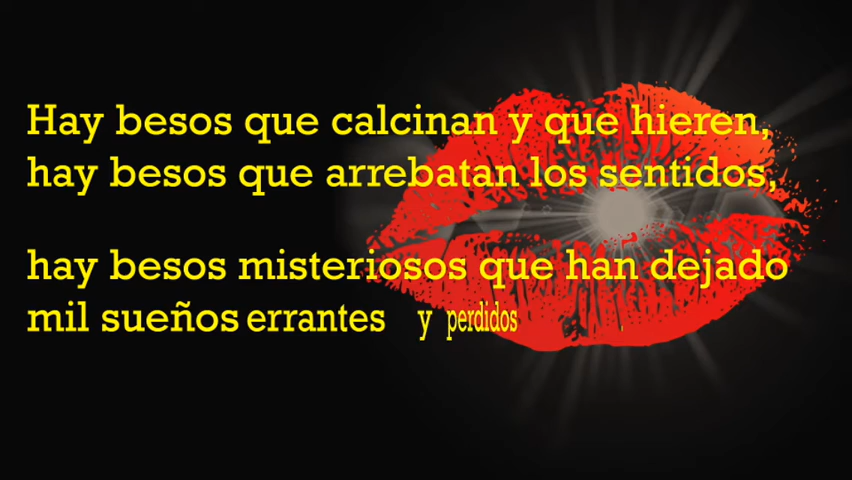 Hay besos que calcinan y que hieren,
hay besos que arrebatan los sentidos,
hay besos misteriosos que han dejado
mil sueños errantes y perdidos